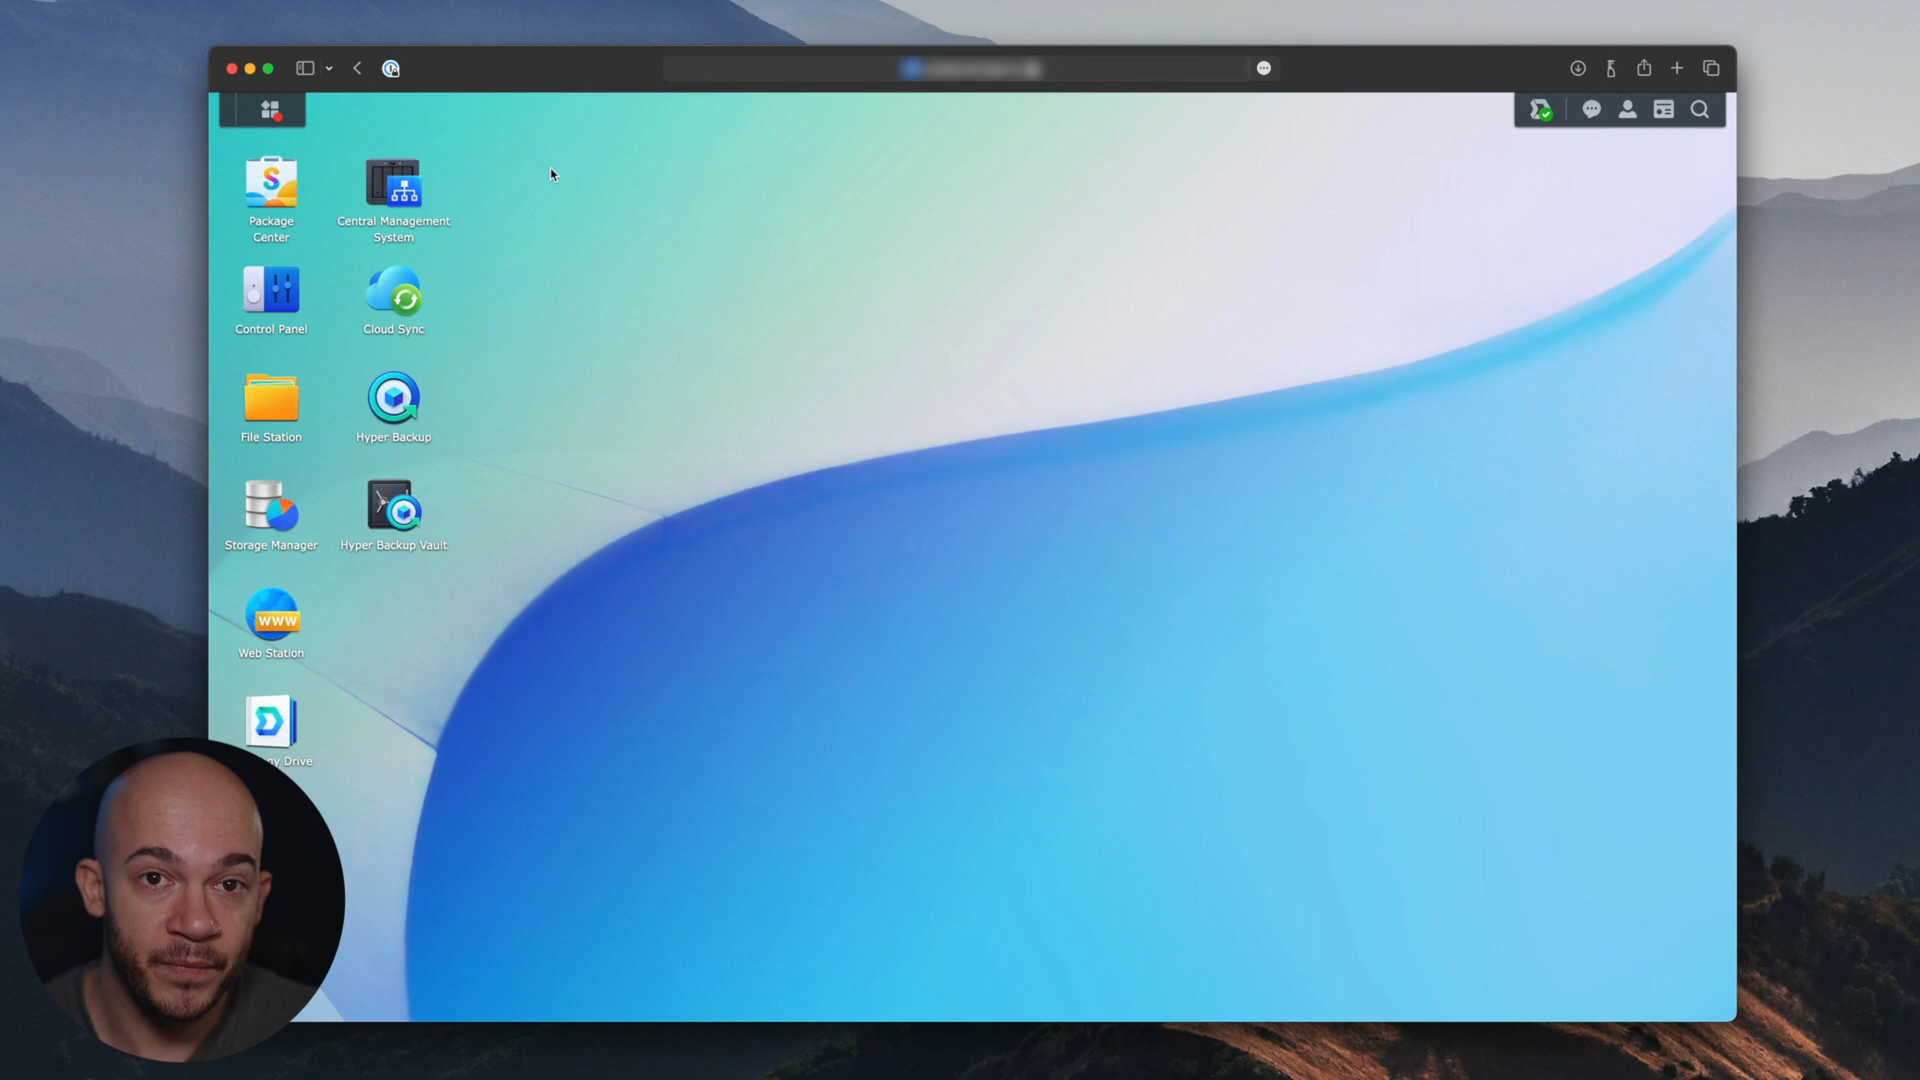 Package
Center
Central Management
System
Control Panel
Cloud Sync
File Station
Hyper Backup
Storage Manager
Hyper Backup Vault
WWW
Web Station
Drive